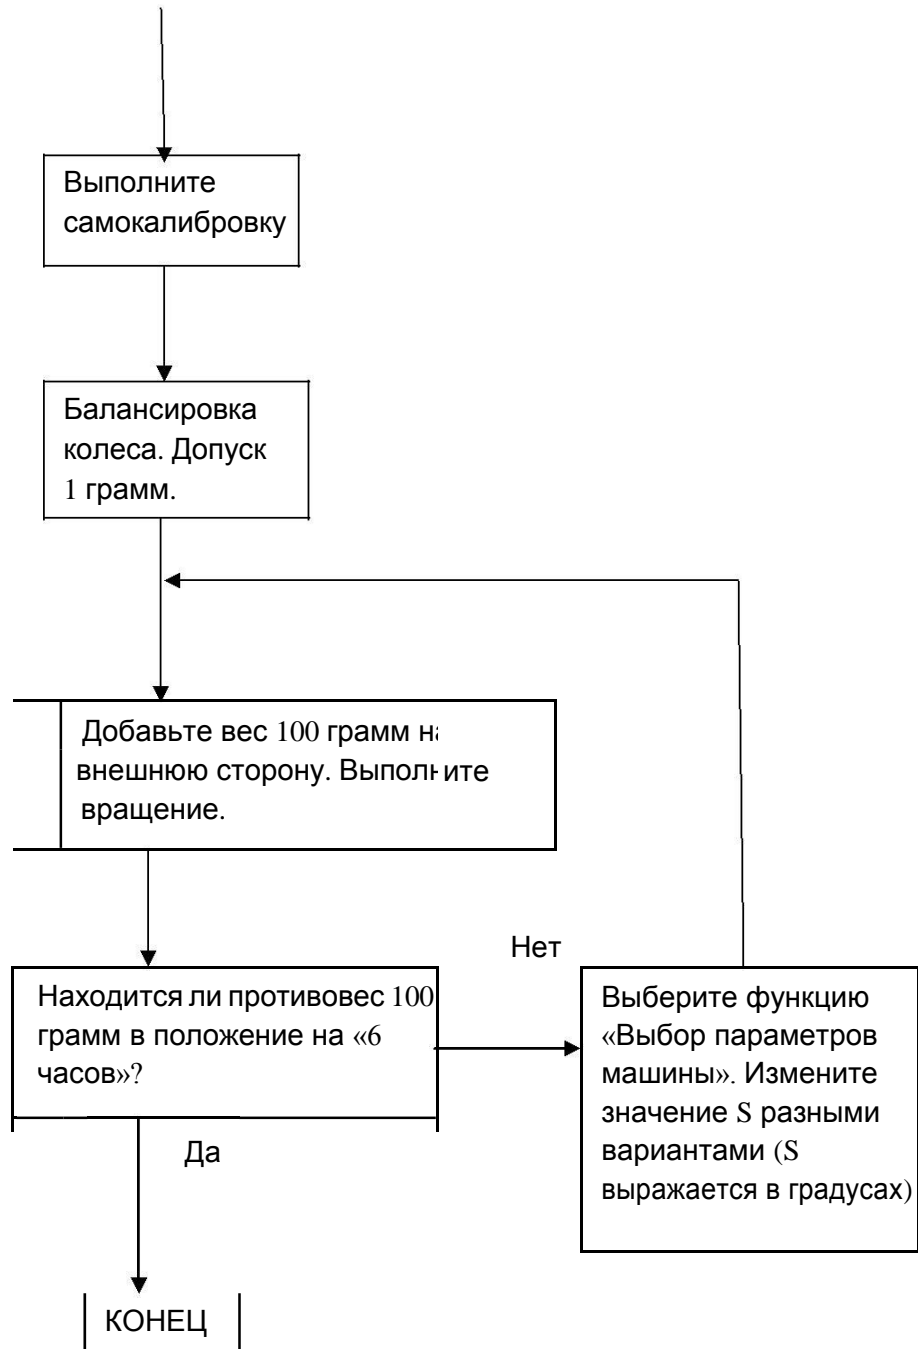 Выполните
самокалибровку
Балансировка
колеса. Допуск
1 грамм.
Добавьте вес 100 грамм на
внешнюю сторону. Выполните
вращение.
Нет
Находится ли противовес 100
грамм в положение на «6
часов»?
Выберите функцию
«Выбор параметров
машины». Измените
значение S разными
вариантами (S
выражается в градусах)
Да
КОНЕЦ